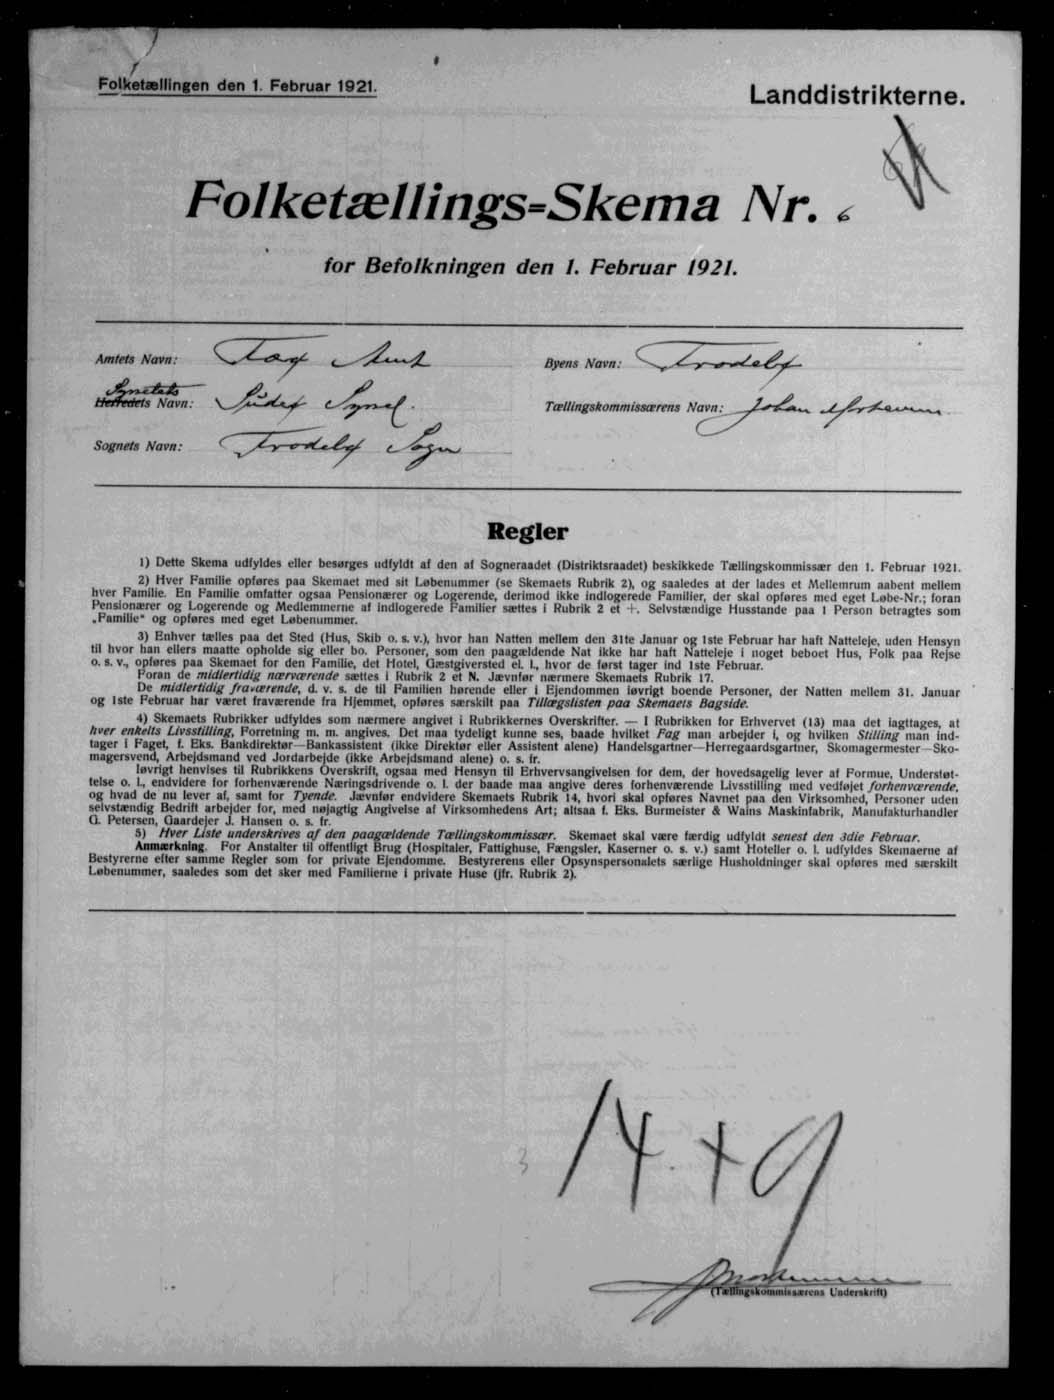 Folketællingen den 1. Februar 1921.
Landdistrikterne.
Folketællings=Skema Nr. 6
for Befolkningen den 1. Februar 1921.
Amtets Navn: Færø Amt
Byens Navn: Frodebø
Sysselets
Herredets Navn: Süderø Syssel.
Tællingskommissærens Navn: Johan Mortensen
Sognets Navn: Frodebø Sogn
Regler
1) Dette Skema udfyldes eller besørges udfyldt af den af Sogneraadet (Distriktsraadet) beskikkede Tællingskommissær den 1. Februar 1921.
2) Hver Familie opføres paa Skemaet med sit Løbenummer (se Skemaets Rubrik 2), og saaledes at der lades et Mellemrum aabent mellem
hver Familie. En Familie omfatter ogsaa Pensionærer og Logerende, derimod ikke indlogerede Familier, der skal opføres med eget Løbe-Nr.; foran
Pensionærer og Logerende og Medlemmerne af indlogerede Familier sættes i Rubrik 2 et +. Selvstændige Husstande paa 1 Person betragtes som
„Familie“ og opføres med eget Løbenummer.
3) Enhver tælles paa det Sted (Hus, Skib o. s. v.), hvor han Natten mellem den 31te Januar og 1ste Februar har haft Natteleje, uden Hensyn
til hvor han ellers maatte opholde sig eller bo. Personer, som den paagældende Nat ikke har haft Natteleje i noget beboet Hus, Folk paa Rejse
o. s. v., opføres paa Skemaet for den Familie, det Hotel, Gæstgiversted el. l., hvor de først tager ind 1ste Februar.
Foran de midlertidig nærværende sættes i Rubrik 2 et N. Jævnfør nærmere Skemaets Rubrik 17.
De midlertidig fraværende, d. v. s. de til Familien hørende eller i Ejendommen iøvrigt boende Personer, der Natten mellem 31. Januar
og 1ste Februar har været fraværende fra Hjemmet, opføres særskilt paa Tillægslisten paa Skemaets Bagside.
4) Skemaets Rubrikker udfyldes som nærmere angivet i Rubrikkernes Overskrifter. — I Rubrikken for Erhvervet (13) maa det iagttages, at
hver enkelts Livsstilling, Forretning m. m. angives. Det maa tydeligt kunne ses, baade hvilket Fag man arbejder i, og hvilken Stilling man ind-
tager i Faget, f. Eks. Bankdirektør—Bankassistent (ikke Direktør eller Assistent alene) Handelsgartner—Herregaardsgartner, Skomagermester—Sko-
magersvend, Arbejdsmand ved Jordarbejde (ikke Arbejdsmand alene) o. s. fr.
Iøvrigt henvises til Rubrikkens Overskrift, ogsaa med Hensyn til Erhvervsangivelsen for dem, der hovedsagelig lever af Formue, Understøt-
telse o. l., endvidere for forhenværende Næringsdrivende o. l. der baade maa angive deres forhenværende Livsstilling med vedføjet forhenværende,
og hvad de nu lever af, samt for Tyende. Jævnfør endvidere Skemaets Rubrik 14, hvori skal opføres Navnet paa den Virksomhed, Personer uden
selvstændig Bedrift arbejder for, med nøjagtig Angivelse af Virksomhedens Art; altsaa f. Eks. Burmeister & Wains Maskinfabrik, Manufakturhandler
G. Petersen, Gaardejer J. Hansen o. s. fr.
5) Hver Liste underskrives af den paagældende Tællingskommissær. Skemaet skal være færdig udfyldt senest den 3die Februar.
Anmærkning. For Anstalter til offentligt Brug (Hospitaler, Fattighuse, Fængsler, Kaserner o. s. v.) samt Hoteller o. l. udfyldes Skemaerne af
Bestyrerne efter samme Regler som for private Ejendomme. Bestyrerens eller Opsynspersonalets særlige Husholdninger skal opføres med særskilt
Løbenummer, saaledes som det sker med Familierne i private Huse (jfr. Rubrik 2).
3
14 + 9
JMortensen
(Tællingskommissærens Underskrift)